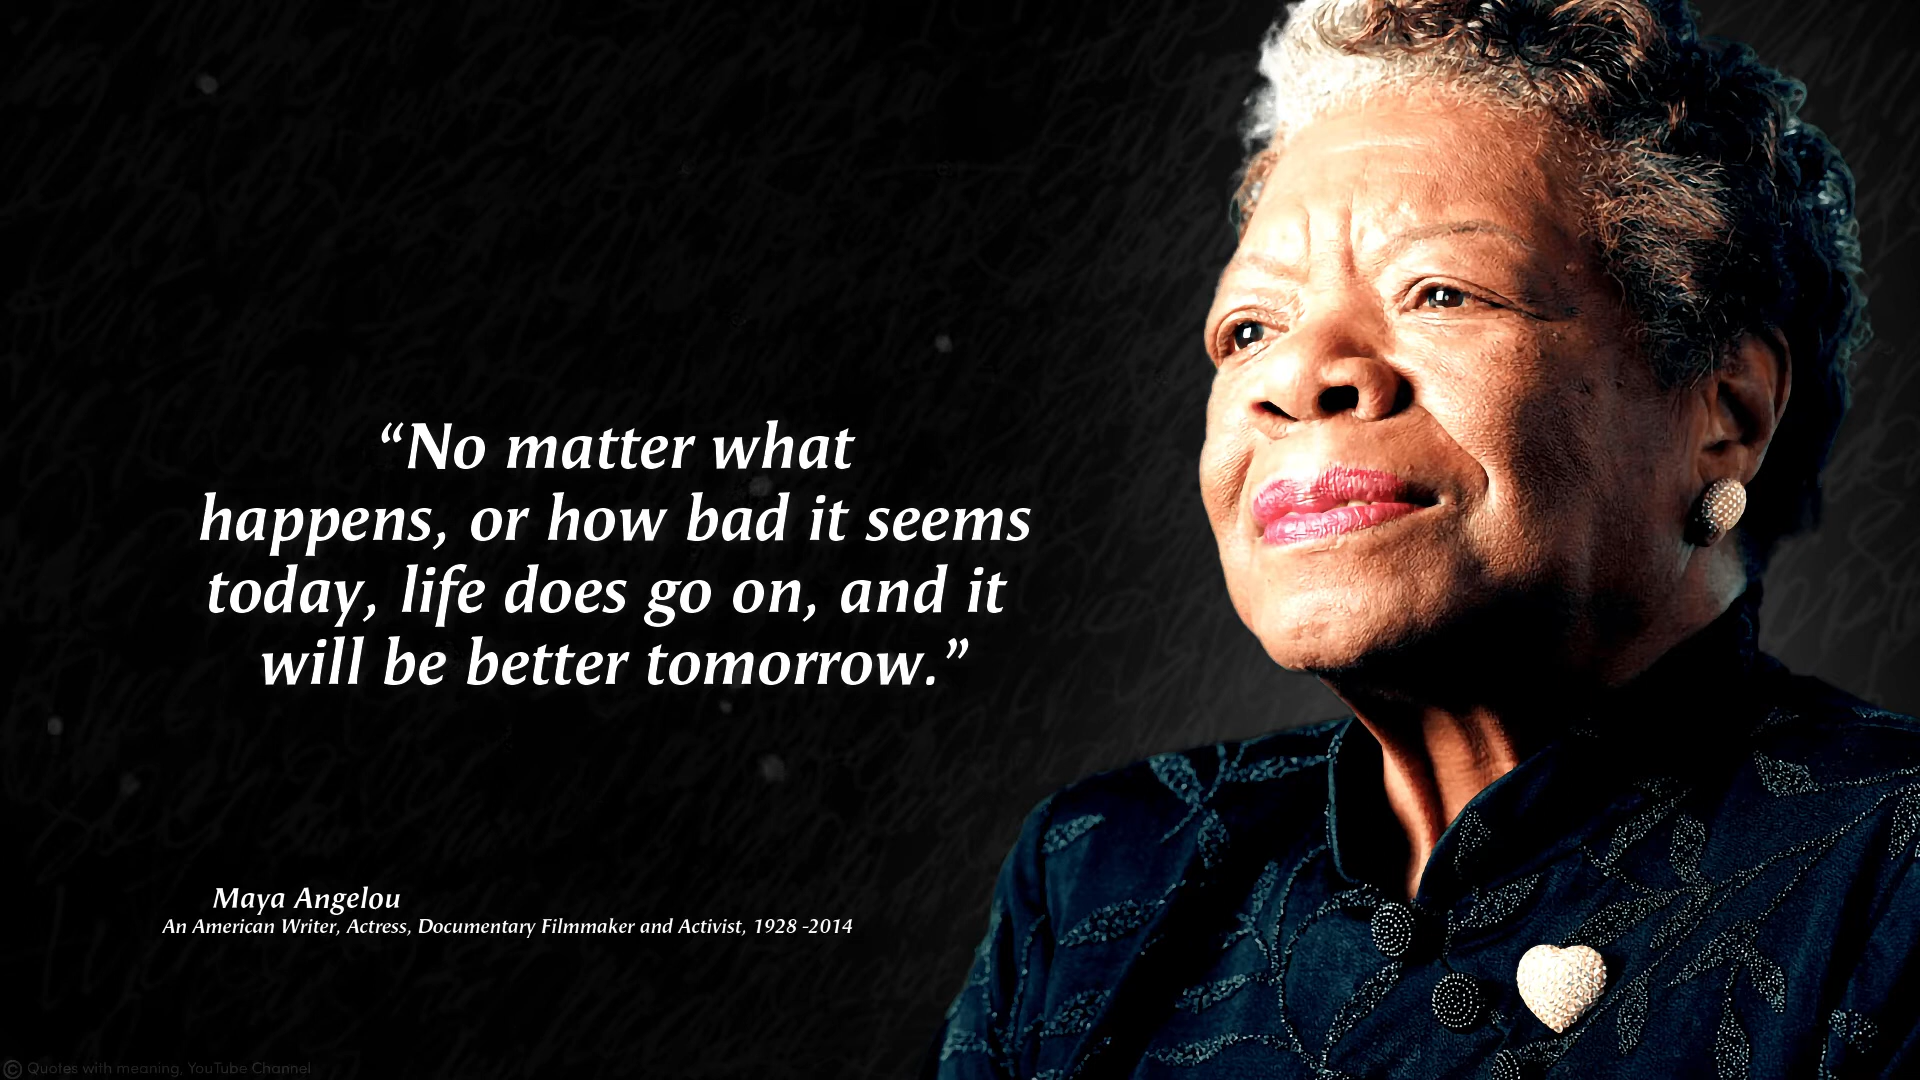 “No matter what
happens, or how bad it seems
today, life does go on, and it
will be better tomorrow.”
Maya Angelou
An American Writer, Actress, Documentary Filmmaker and Activist, 1928 -2014
© Quotes with meaning, YouTube Channel